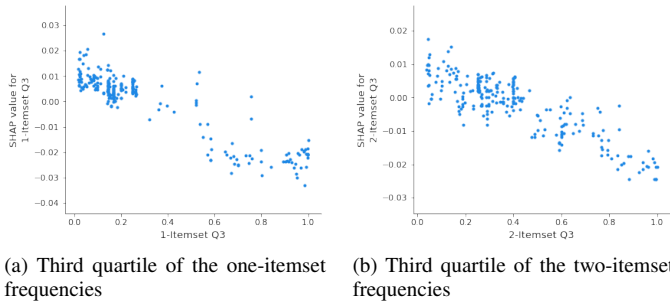 a)
0.03
0.02
0.01
0.00
−0.01
−0.02
−0.03
−0.04
SHAP value for
1-Itemset Q3
0.0 0.2 0.4 0.6 0.8 1.0
1-Itemset Q3
(a) Third quartile of the one-itemset
frequencies
b)
0.02
0.01
0.00
−0.01
−0.02
−0.03
SHAP value for
2-Itemset Q3
0.0 0.2 0.4 0.6 0.8 1.0
2-Itemset Q3
(b) Third quartile of the two-itemset
frequencies